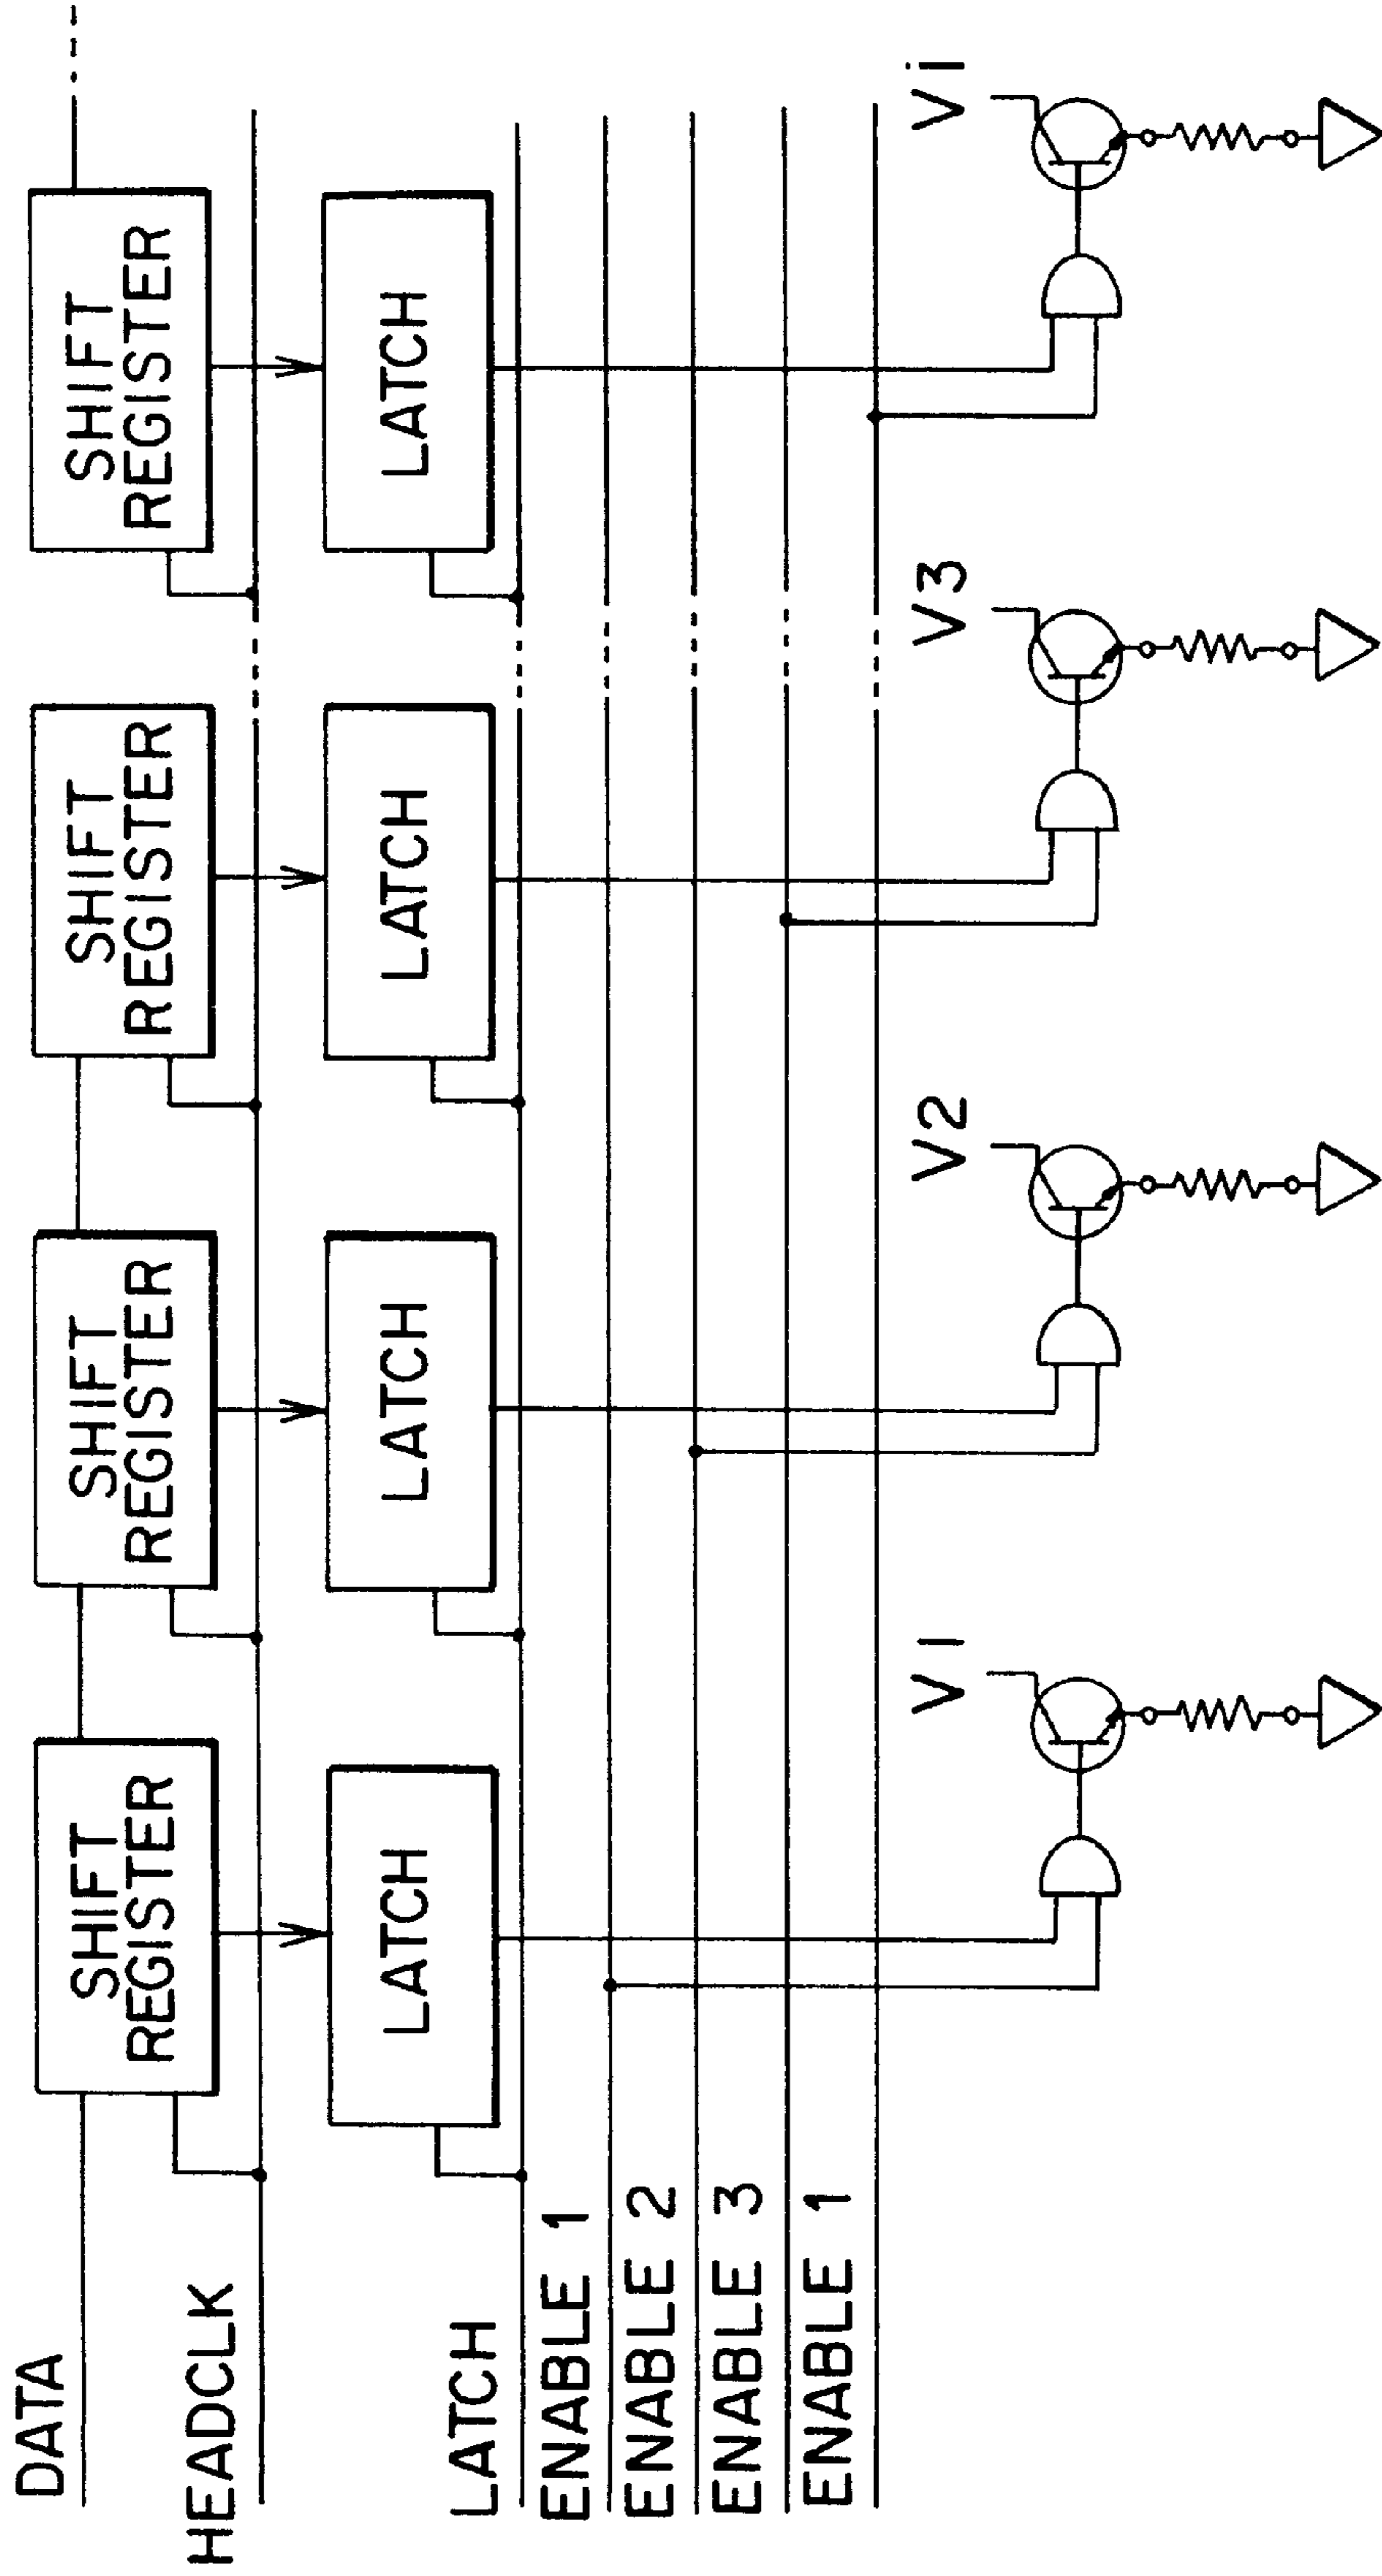 DATA
SHIFT
REGISTER
SHIFT
REGISTER
SHIFT
REGISTER
SHIFT
REGISTER
HEADCLK
LATCH
LATCH
LATCH
LATCH
LATCH
ENABLE 1
ENABLE 2
ENABLE 3
ENABLE 1
V1
V2
V3
Vi